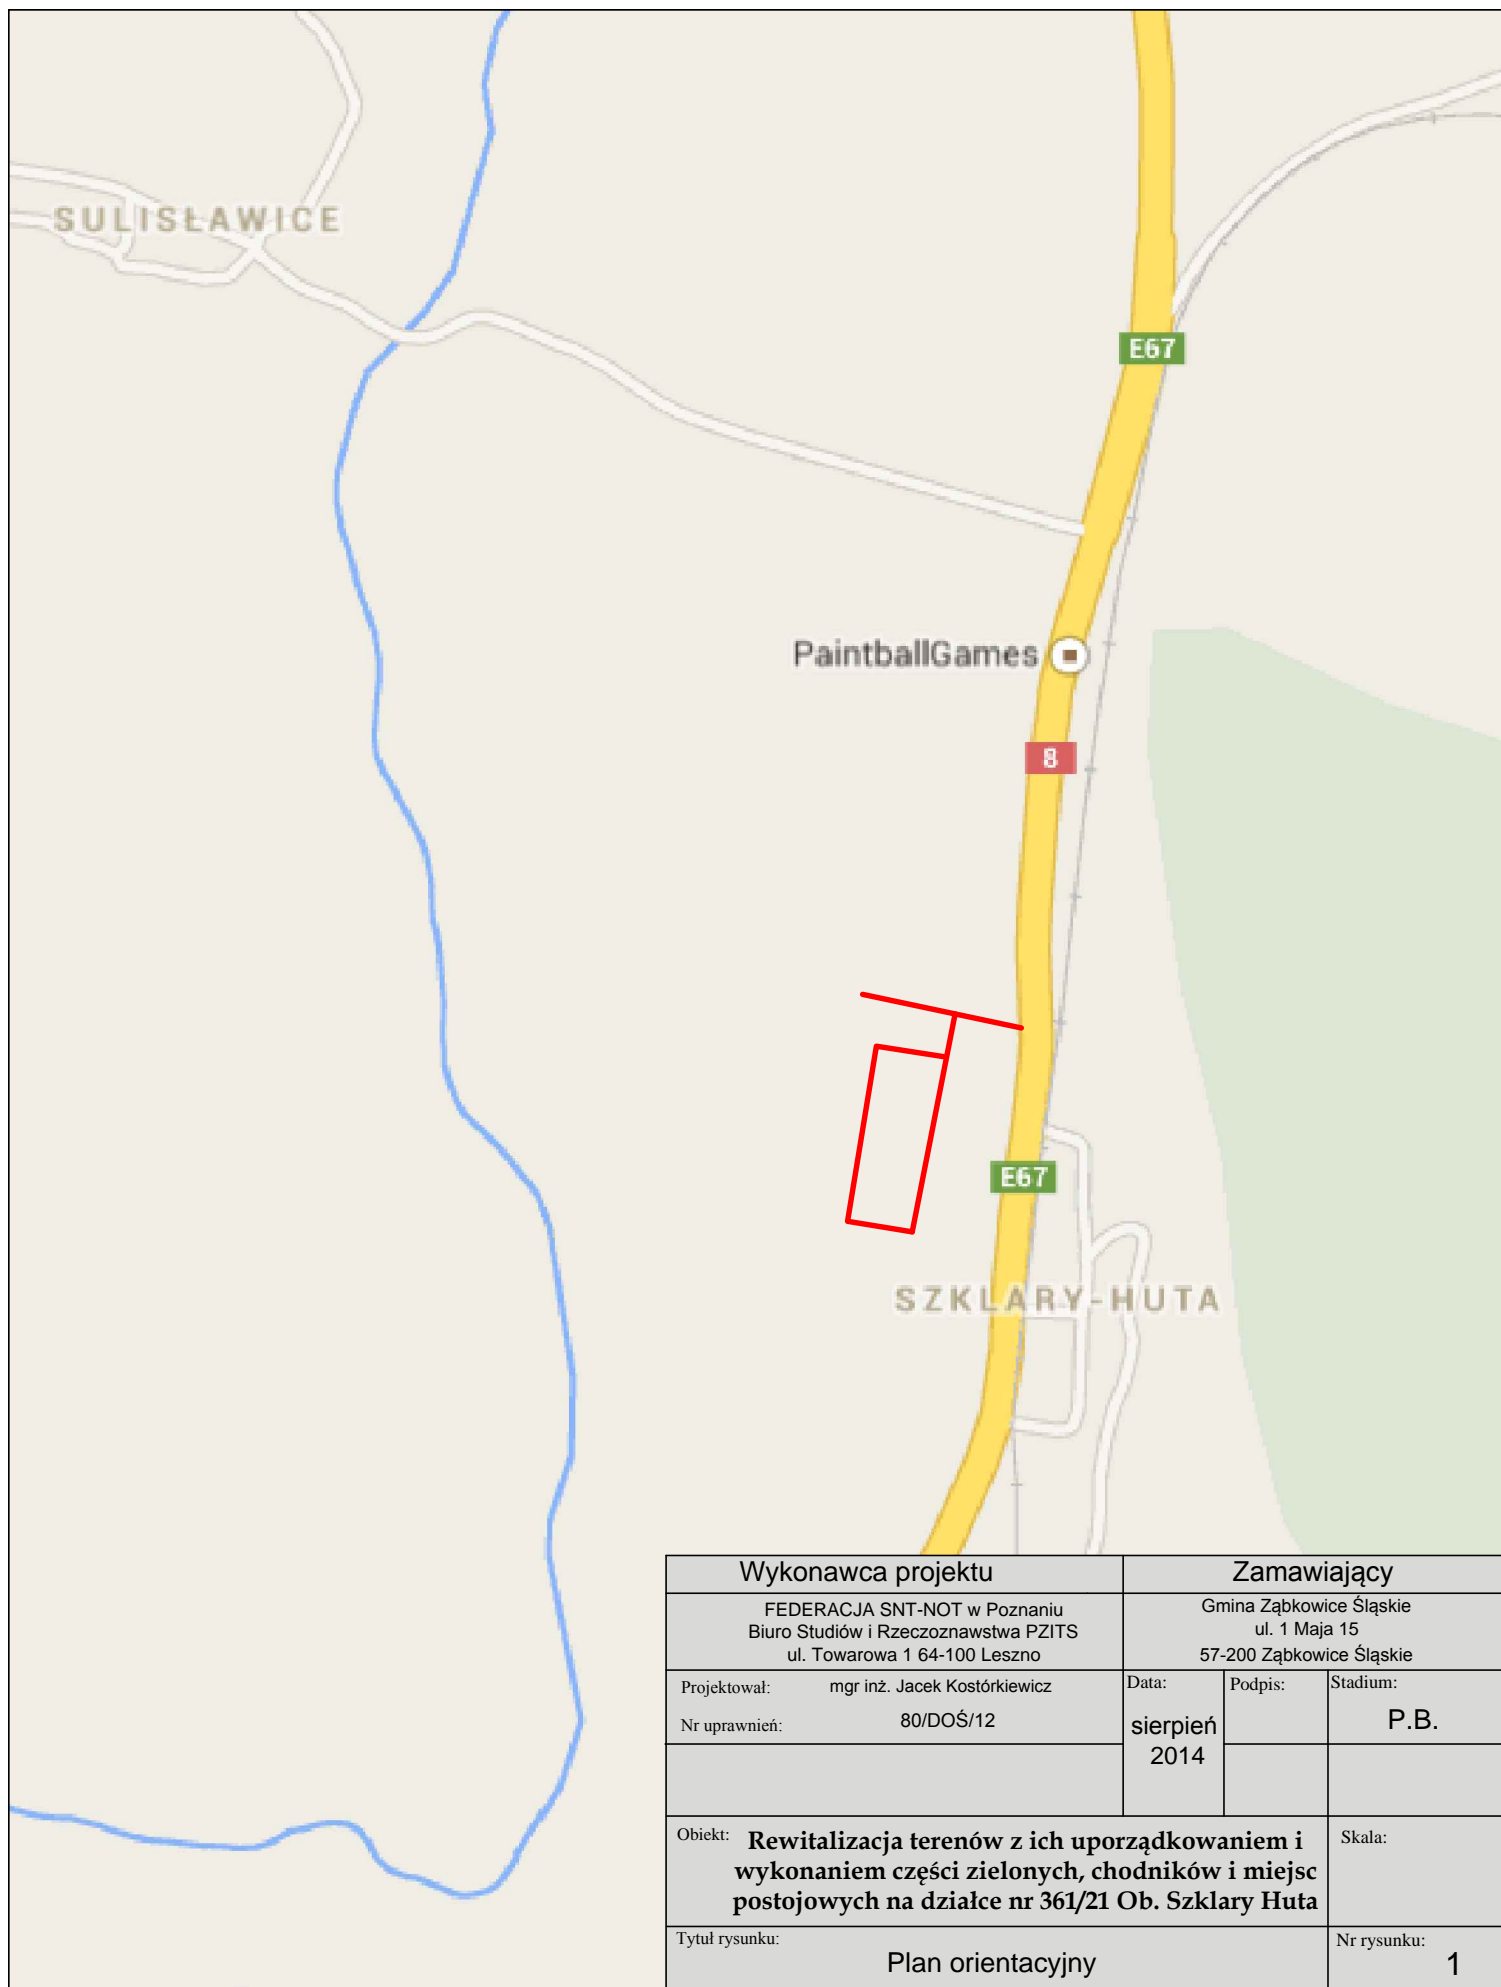 SULISŁAWICE
E67
PaintballGames
8
E67
SZKLARY-HUTA
Wykonawca projektu
Zamawiający
FEDERACJA SNT-NOT w Poznaniu
Biuro Studiów i Rzeczoznawstwa PZITS
ul. Towarowa 1 64-100 Leszno
Gmina Ząbkowice Śląskie
ul. 1 Maja 15
57-200 Ząbkowice Śląskie
Projektował: mgr inż. Jacek Kostórkiewicz
Nr uprawnień: 80/DOŚ/12
Data:
sierpień
2014
Podpis:
Stadium:
P.B.
Obiekt: Rewitalizacja terenów z ich uporządkowaniem i
wykonaniem części zielonych, chodników i miejsc
postojowych na działce nr 361/21 Ob. Szklary Huta
Skala:
Tytuł rysunku:
Plan orientacyjny
Nr rysunku:
1